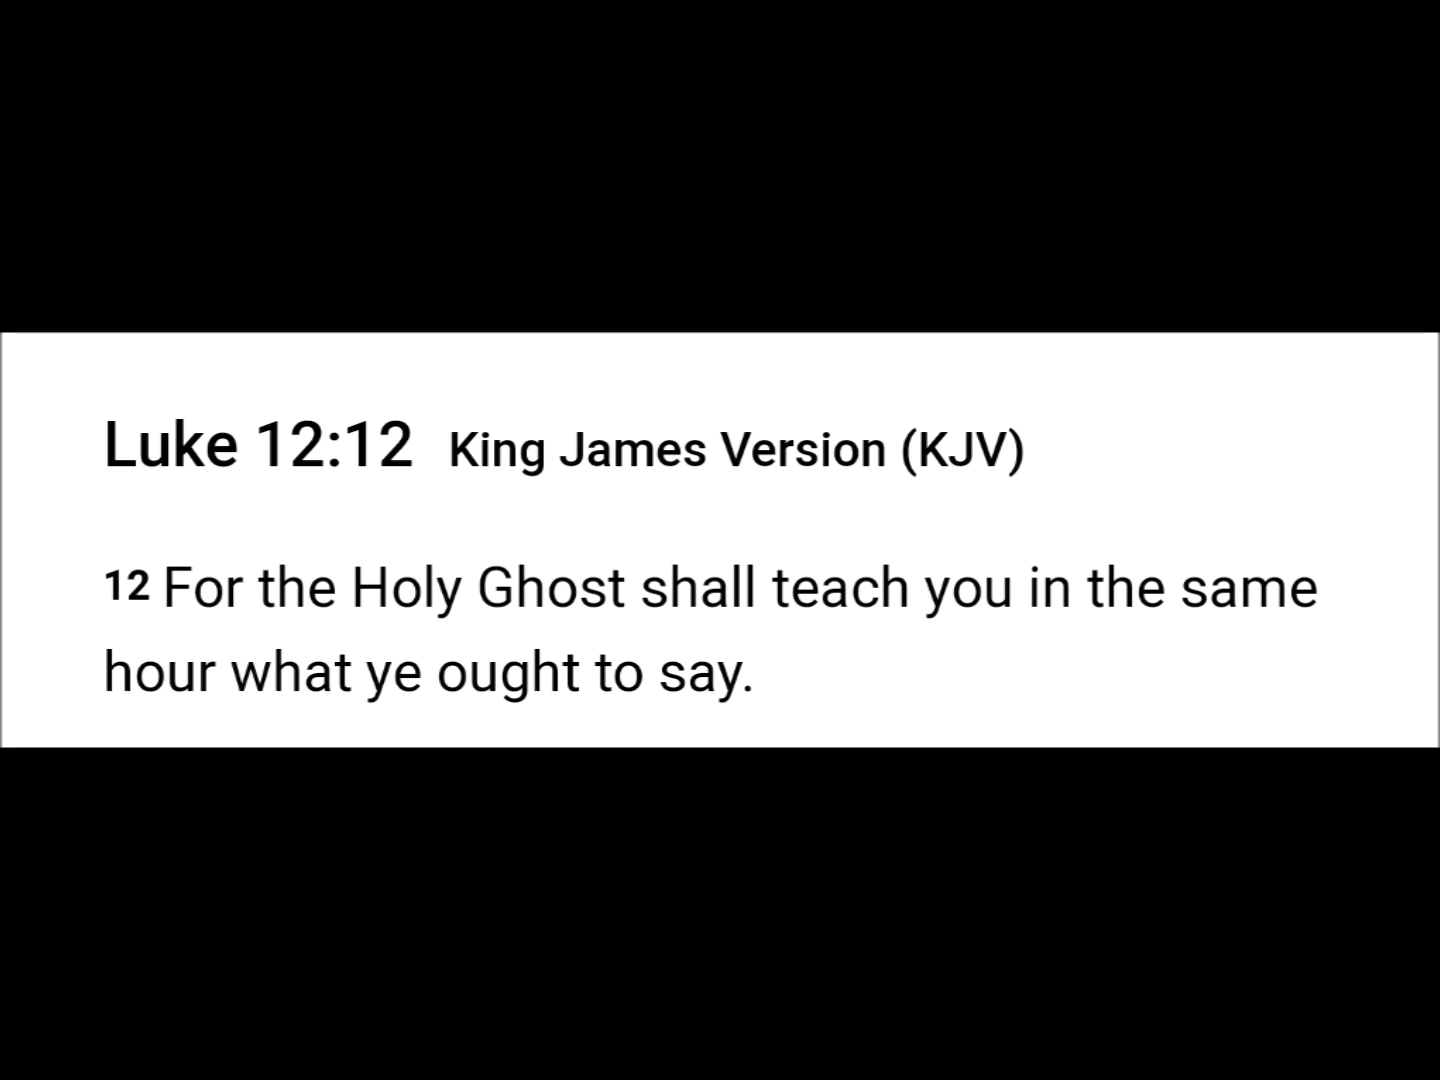 Luke 12:12 King James Version (KJV)
12 For the Holy Ghost shall teach you in the same
hour what ye ought to say.